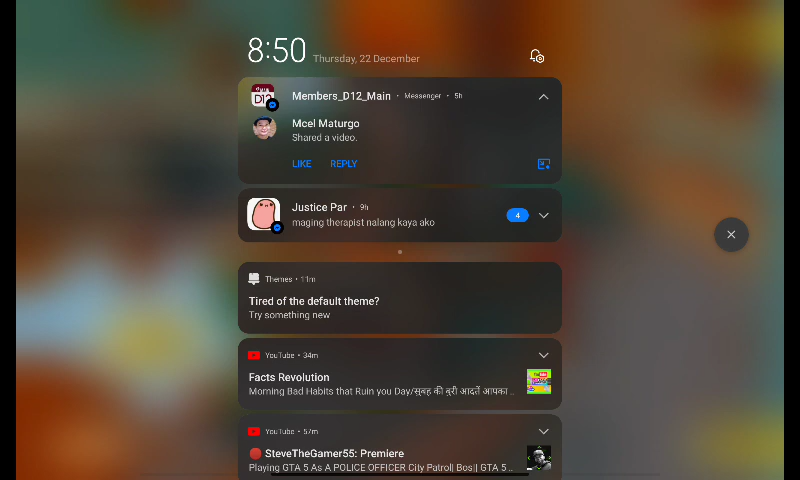 8:50 Thursday, 22 December
D12
Members_D12_Main • Messenger • 5h
Mcel Maturgo
Shared a video.
LIKE REPLY
Justice Par • 9h
maging therapist nalang kaya ako
4
Themes • 11m
Tired of the default theme?
Try something new
YouTube • 34m
Facts Revolution
Morning Bad Habits that Ruin you Day/सुबह की बुरी आदतें आपका ..
YouTube • 57m
SteveTheGamer55: Premiere
Playing GTA 5 As A POLICE OFFICER City Patrol| Bos|| GTA 5 ..